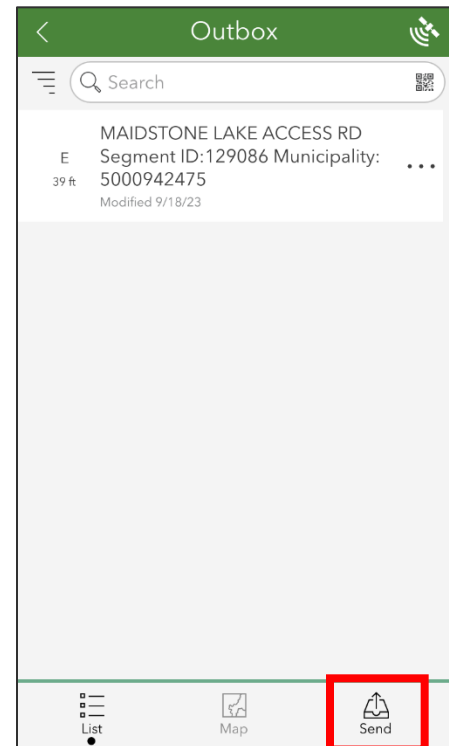 Outbox
Search
MAIDSTONE LAKE ACCESS RD
E Segment ID:129086 Municipality:
39 ft 5000942475
Modified 9/18/23
List Map Send